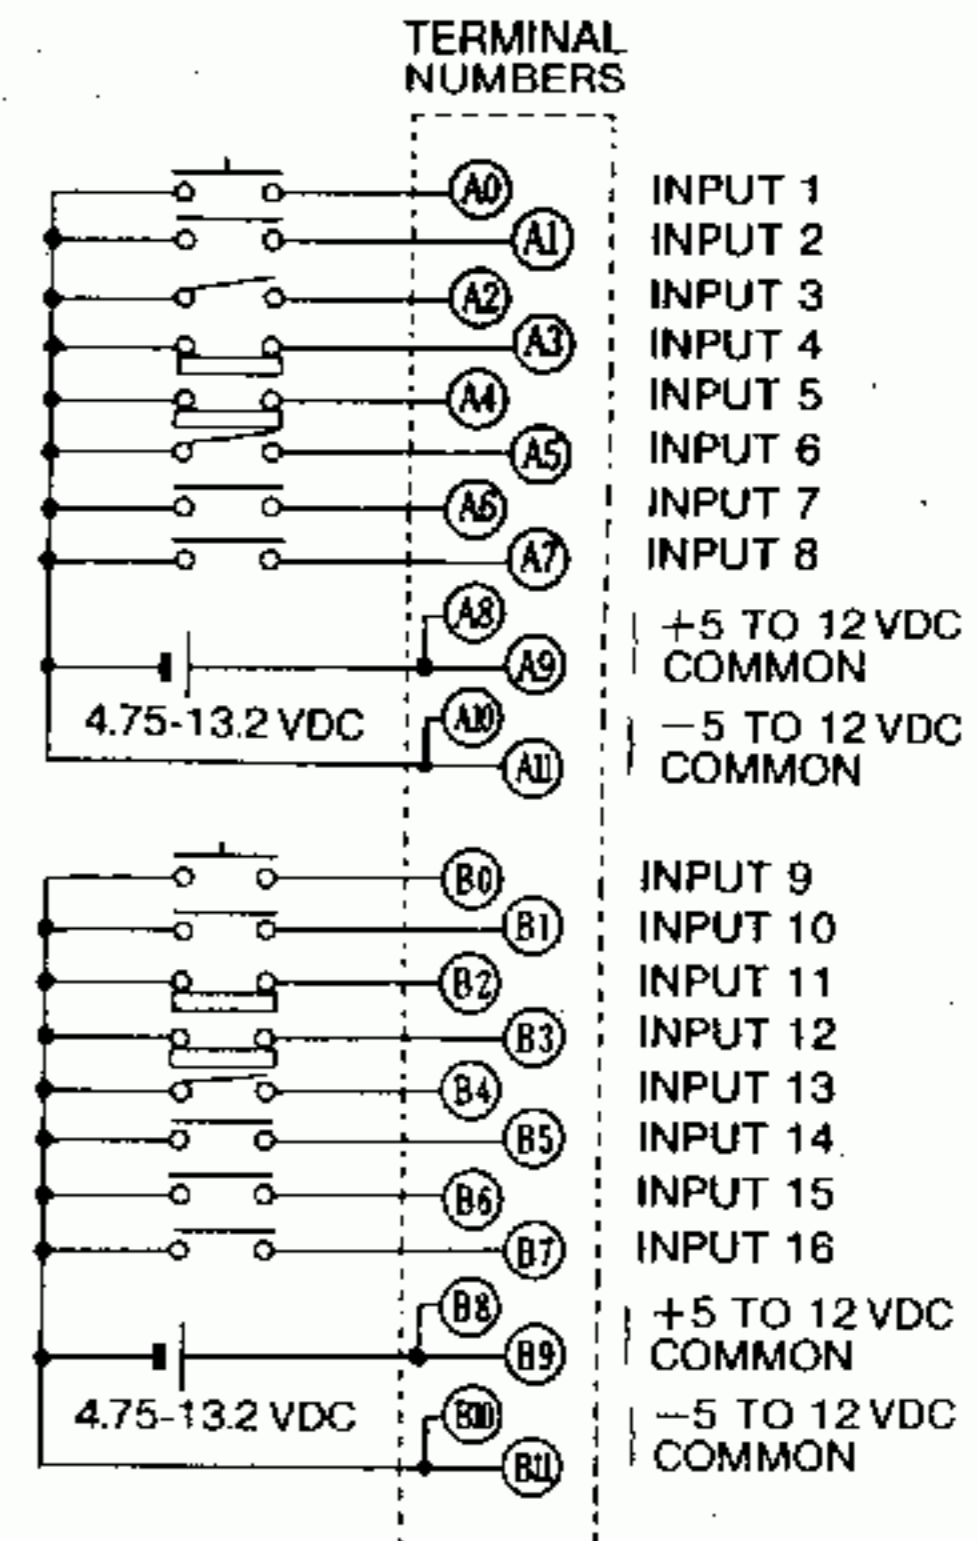 TERMINAL
NUMBERS
A0 INPUT 1
A1 INPUT 2
A2 INPUT 3
A3 INPUT 4
A4 INPUT 5
A5 INPUT 6
A6 INPUT 7
A7 INPUT 8
A8 +5 TO 12 VDC
A9 COMMON
4.75-13.2 VDC A10 -5 TO 12 VDC
A11 COMMON
B0 INPUT 9
B1 INPUT 10
B2 INPUT 11
B3 INPUT 12
B4 INPUT 13
B5 INPUT 14
B6 INPUT 15
B7 INPUT 16
B8 +5 TO 12 VDC
B9 COMMON
4.75-13.2 VDC B10 -5 TO 12 VDC
B11 COMMON